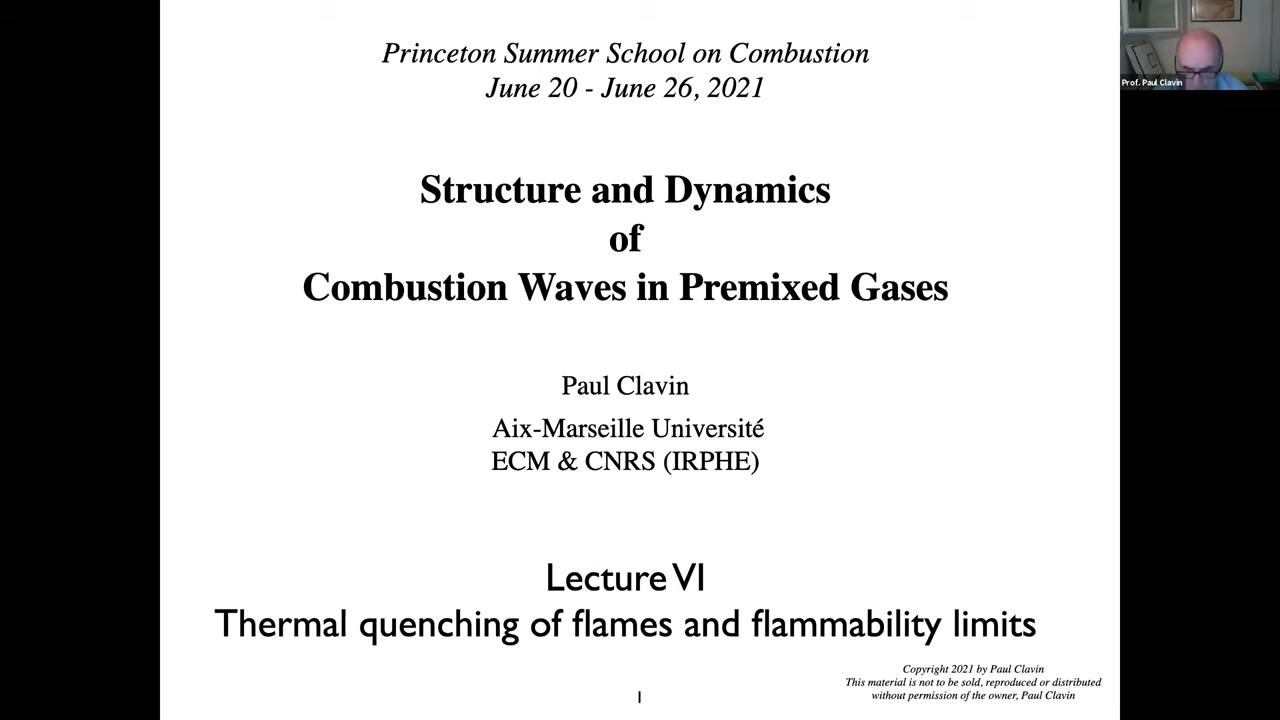 Princeton Summer School on Combustion
June 20 - June 26, 2021
Prof. Paul Clavin
Structure and Dynamics
of
Combustion Waves in Premixed Gases
Paul Clavin
Aix-Marseille Université
ECM & CNRS (IRPHE)
Lecture VI
Thermal quenching of flames and flammability limits
Copyright 2021 by Paul Clavin
This material is not to be sold, reproduced or distributed
without permission of the owner, Paul Clavin
1